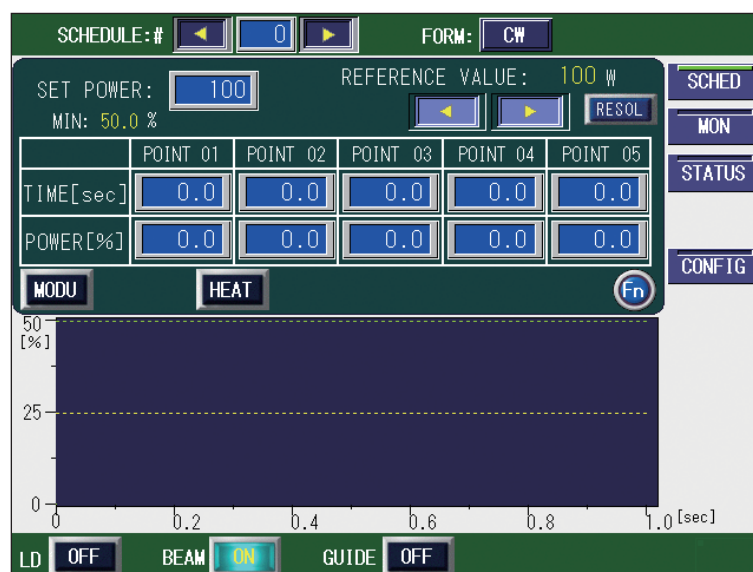 SCHEDULE:# ◀ 0 ▶ FORM: CW
SET POWER: 100 REFERENCE VALUE: 100 W
MIN: 50.0 % ◀ ▶ RESOL
POINT 01 POINT 02 POINT 03 POINT 04 POINT 05
TIME[sec] 0.0 0.0 0.0 0.0 0.0
POWER[%] 0.0 0.0 0.0 0.0 0.0
MODU HEAT Fn
SCHED
MON
STATUS
CONFIG
50
[%]
25
0
0 0.2 0.4 0.6 0.8 1.0 [sec]
LD OFF BEAM ON GUIDE OFF